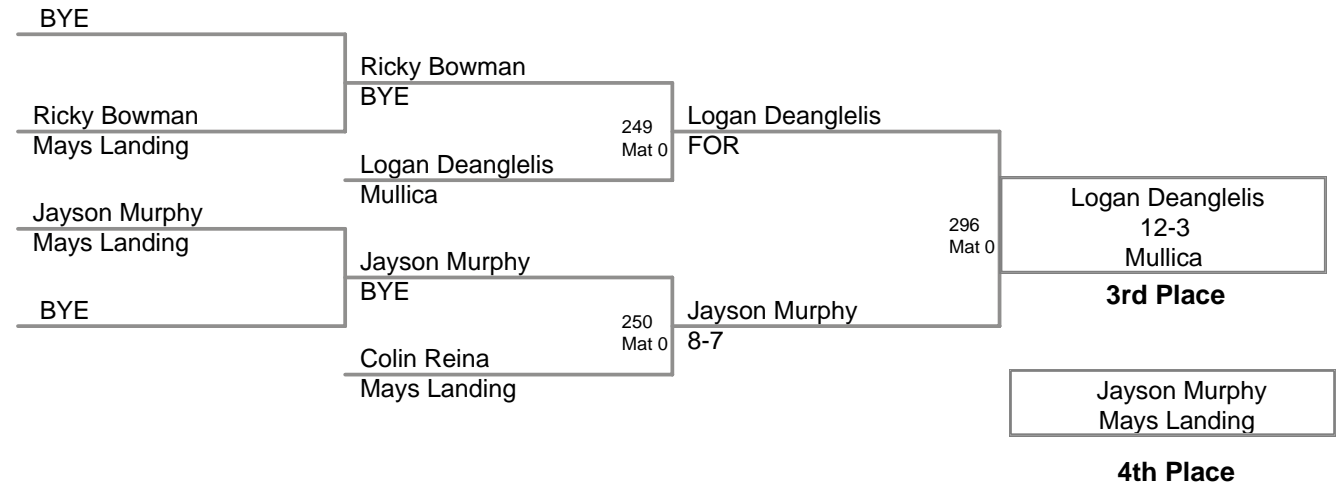 BYE
Ricky Bowman
Mays Landing
Jayson Murphy
Mays Landing
BYE
Ricky Bowman
BYE
Logan Deanglelis
Mullica
Jayson Murphy
BYE
Colin Reina
Mays Landing
249
Mat 0
250
Mat 0
Logan Deanglelis
FOR
Jayson Murphy
8-7
296
Mat 0
Logan Deanglelis
12-3
Mullica
3rd Place
Jayson Murphy
Mays Landing
4th Place